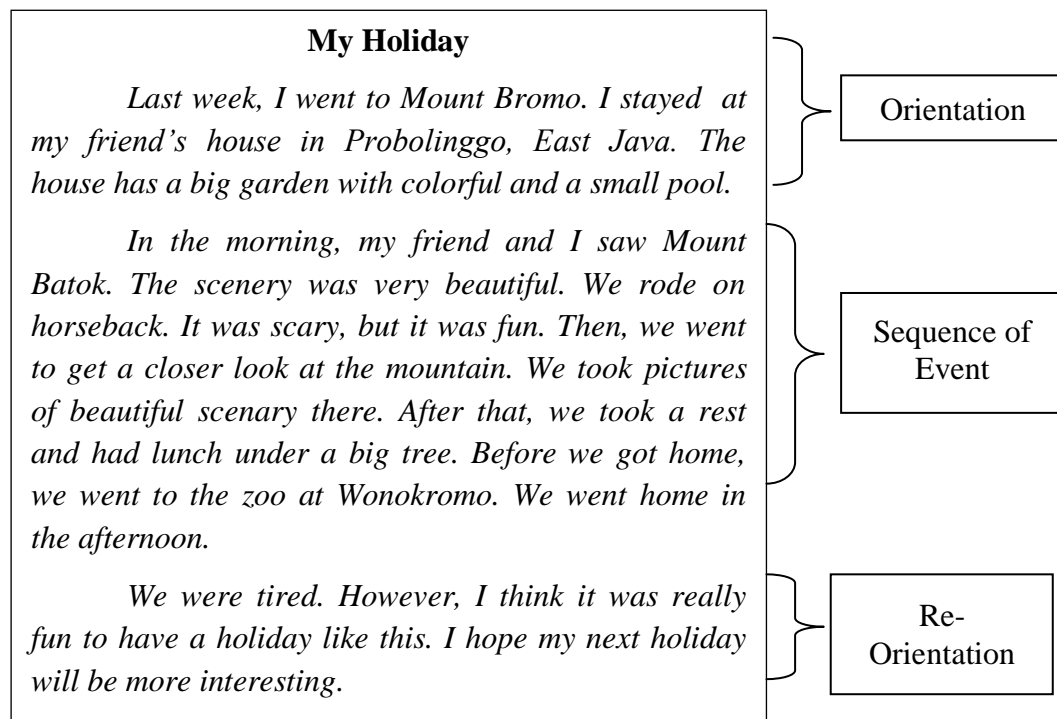 My Holiday
Last week, I went to Mount Bromo. I stayed at
my friend's house in Probolinggo, East Java. The
house has a big garden with colorful and a small pool.
In the morning, my friend and I saw Mount
Batok. The scenery was very beautiful. We rode on
horseback. It was scary, but it was fun. Then, we went
to get a closer look at the mountain. We took pictures
of beautiful scenary there. After that, we took a rest
and had lunch under a big tree. Before we got home,
we went to the zoo at Wonokromo. We went home in
the afternoon.
We were tired. However, I think it was really
fun to have a holiday like this. I hope my next holiday
will be more interesting.
Orientation
Sequence of
Event
Re-
Orientation